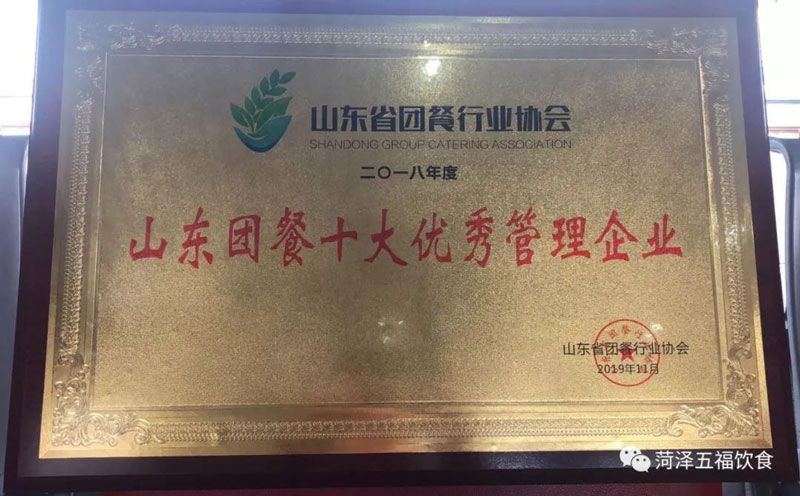 山东省团餐行业协会
SHANDONG GROUP CATERING ASSOCIATION
二〇一八年度
山东团餐十大优秀管理企业
山东省团餐行业协会
2019年11月
菏泽五福饮食